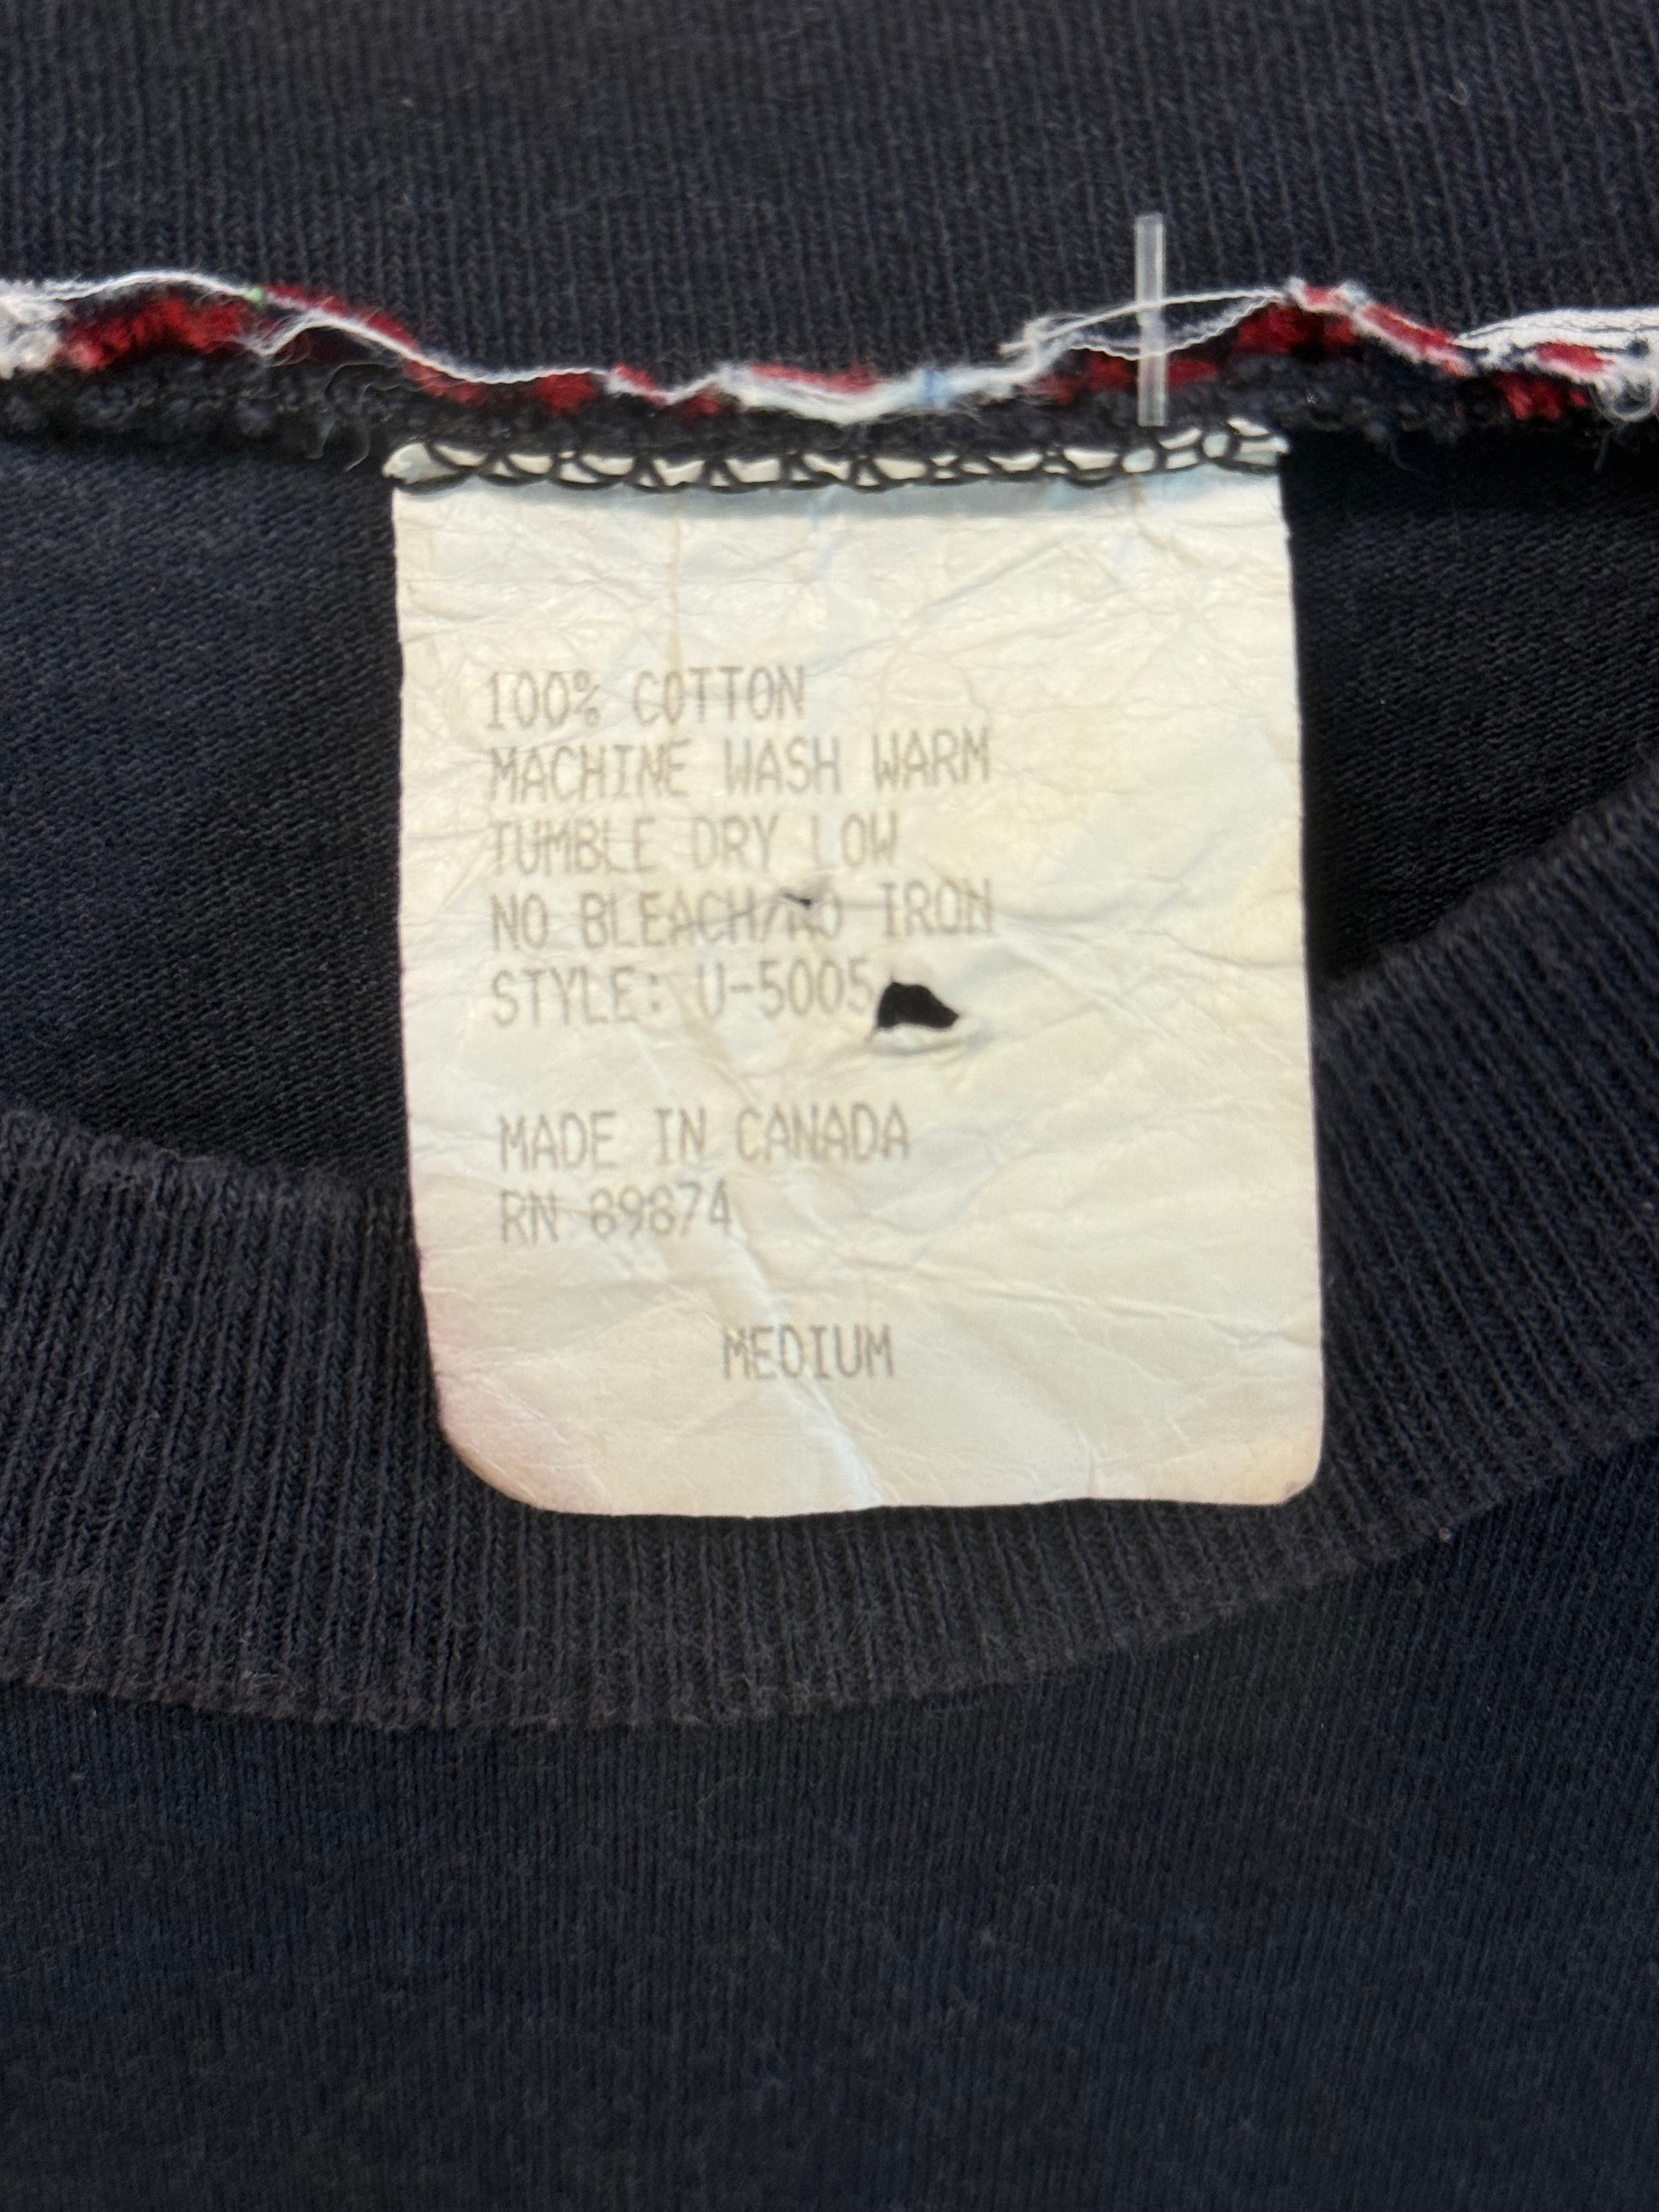 100% COTTON
MACHINE WASH WARM
TUMBLE DRY LOW
NO BLEACH/NO IRON
STYLE: U-5005
MADE IN CANADA
RN 89874
MEDIUM